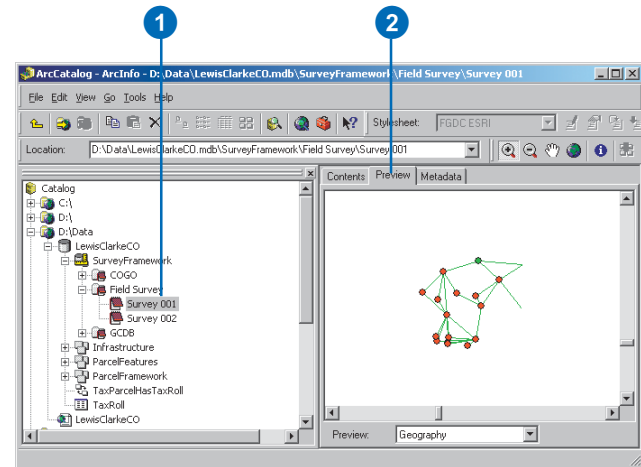 1 2
ArcCatalog - ArcInfo - D:\Data\LewisClarkeCO.mdb\SurveyFramework\Field Survey\Survey 001
File Edit View Go Tools Help
Stylesheet: FGDC ESRI
Location: D:\Data\LewisClarkeCO.mdb\SurveyFramework\Field Survey\Survey 001
Contents Preview Metadata
Catalog
C:\
D:\
D:\Data
LewisClarkeCO
SurveyFramework
COGO
Field Survey
Survey 001
Survey 002
GCDB
Infrastructure
ParcelFeatures
ParcelFramework
TaxParcelHasTaxRoll
TaxRoll
LewisClarkeCO
Preview: Geography